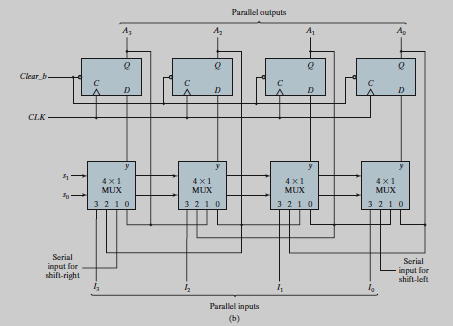 Parallel outputs
A3 A2 A1 A0
Q Q Q Q
Clear_b
C C C C
D D D D
CLK
y y y y
s1
4 × 1 4 × 1 4 × 1 4 × 1
MUX MUX MUX MUX
s0
3 2 1 0 3 2 1 0 3 2 1 0 3 2 1 0
Serial
input for
shift-right
Serial
input for
shift-left
I3 I2 I1 I0
Parallel inputs
(b)